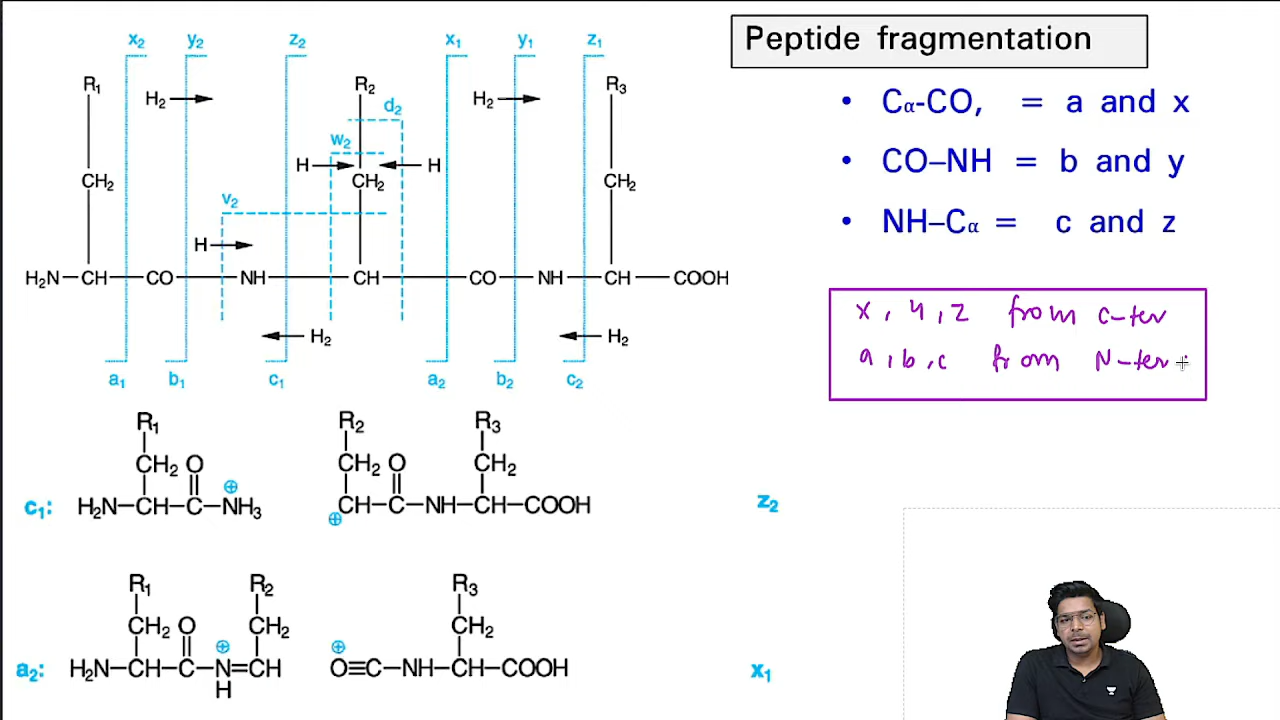 Peptide fragmentation
x₂ y₂ z₂ x₁ y₁ z₁
R₁ H₂ R₂ H₂ R₃
d₂
w₂
H H
CH₂ CH₂ CH₂
v₂
H
H₂N–CH–CO–NH–CH–CO–NH–CH–COOH
H₂ H₂
a₁ b₁ c₁ a₂ b₂ c₂
• Cα-CO, = a and x
• CO–NH = b and y
• NH–Cα = c and z
x, y, z from c-ter
a, b, c from N-ter
R₁ R₂ R₃
CH₂ O CH₂ O CH₂
⊕
c₁: H₂N–CH–C–NH₃ CH–C–NH–CH–COOH z₂
⊕
R₁ R₂ R₃
CH₂ O CH₂ CH₂
⊕ ⊕
a₂: H₂N–CH–C–N=CH O≡C–NH–CH–COOH x₁
H